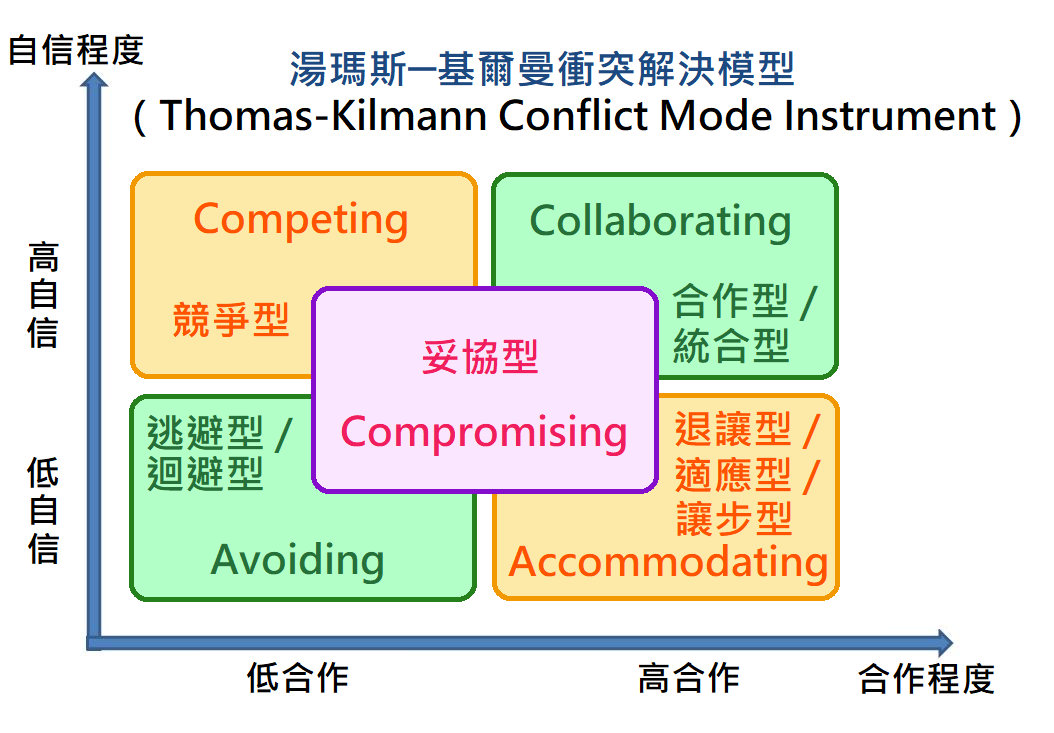 自信程度
湯瑪斯─基爾曼衝突解決模型
( Thomas-Kilmann Conflict Mode Instrument )
高自信
Competing
競爭型
Collaborating
合作型 /
統合型
妥協型
Compromising
低自信
逃避型 /
迴避型
Avoiding
退讓型 /
適應型 /
讓步型
Accommodating
低合作
高合作
合作程度